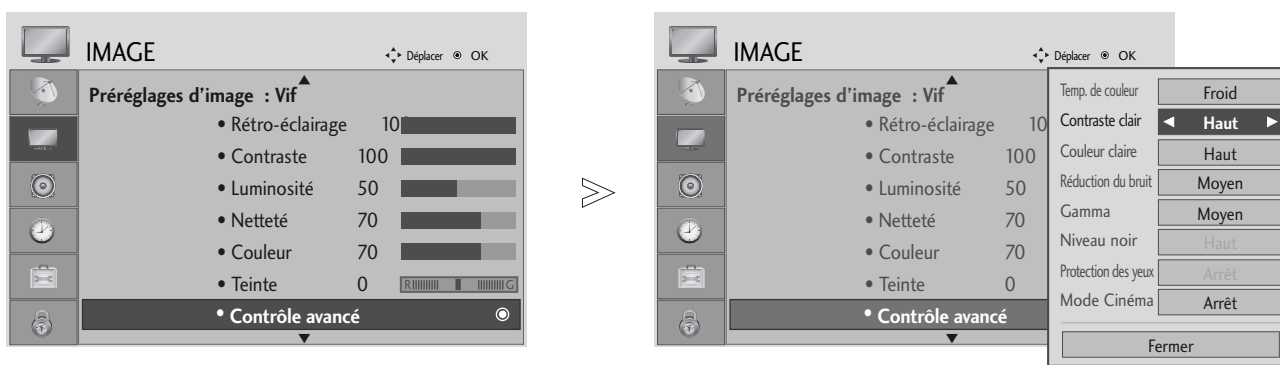 IMAGE
Déplacer OK
Préréglages d'image : Vif
• Rétro-éclairage 10
• Contraste 100
• Luminosité 50
• Netteté 70
• Couleur 70
• Teinte 0 R G
• Contrôle avancé
IMAGE
Déplacer OK
Préréglages d'image : Vif
• Rétro-éclairage 10
• Contraste 100
• Luminosité 50
• Netteté 70
• Couleur 70
• Teinte 0
• Contrôle avancé
Temp. de couleur Froid
Contraste clair Haut
Couleur claire Haut
Réduction du bruit Moyen
Gamma Moyen
Niveau noir Haut
Protection des yeux Arrêt
Mode Cinéma Arrêt
Fermer